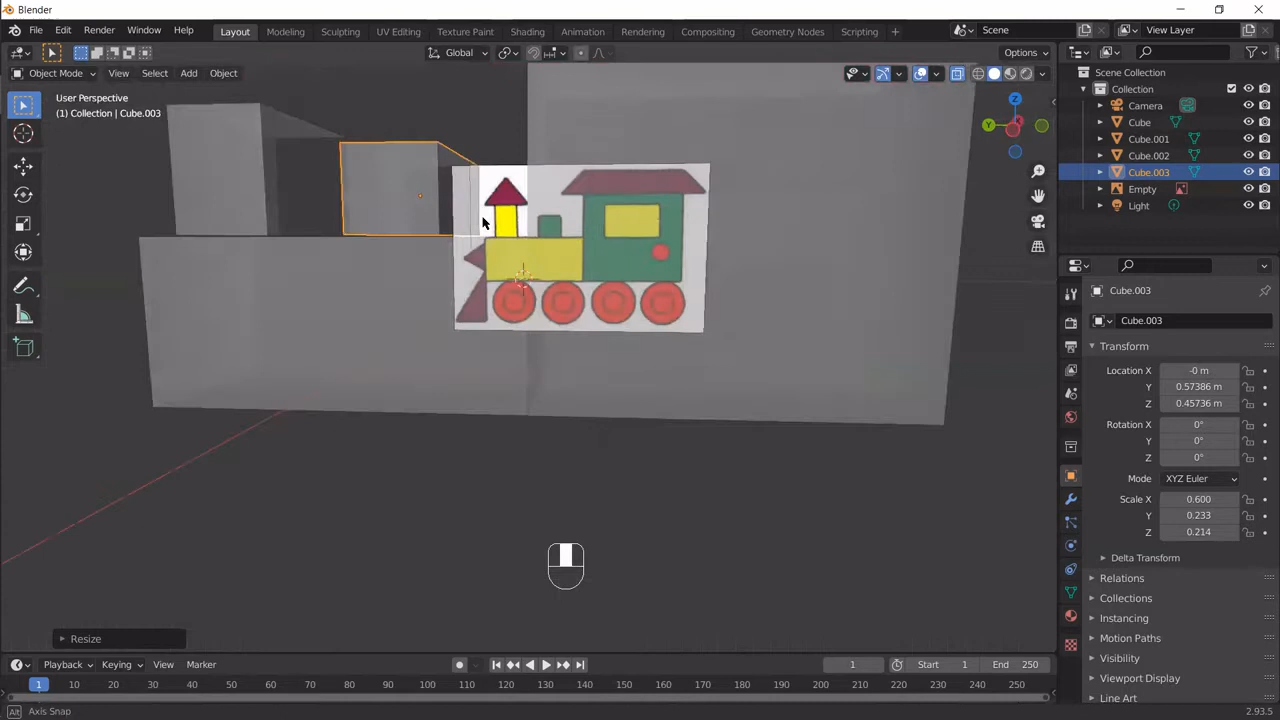 Blender
File Edit Render Window Help Layout Modeling Sculpting UV Editing Texture Paint Shading Animation Rendering Compositing Geometry Nodes Scripting + Scene View Layer
Global Options
Object Mode View Select Add Object
User Perspective
(1) Collection | Cube.003
Z
Y
Scene Collection
Collection
Camera
Cube
Cube.001
Cube.002
Cube.003
Empty
Light
Cube.003
Cube.003
Transform
Location X -0 m
Y 0.57386 m
Z 0.45736 m
Rotation X 0°
Y 0°
Z 0°
Mode XYZ Euler
Scale X 0.600
Y 0.233
Z 0.214
Delta Transform
Relations
Collections
Instancing
Motion Paths
Visibility
Viewport Display
Line Art
Resize
Playback Keying View Marker 1 Start 1 End 250
1 10 20 30 40 50 60 70 80 90 100 110 120 130 140 150 160 170 180 190 200 210 220 230 240 250
Alt Axis Snap 2.93.5